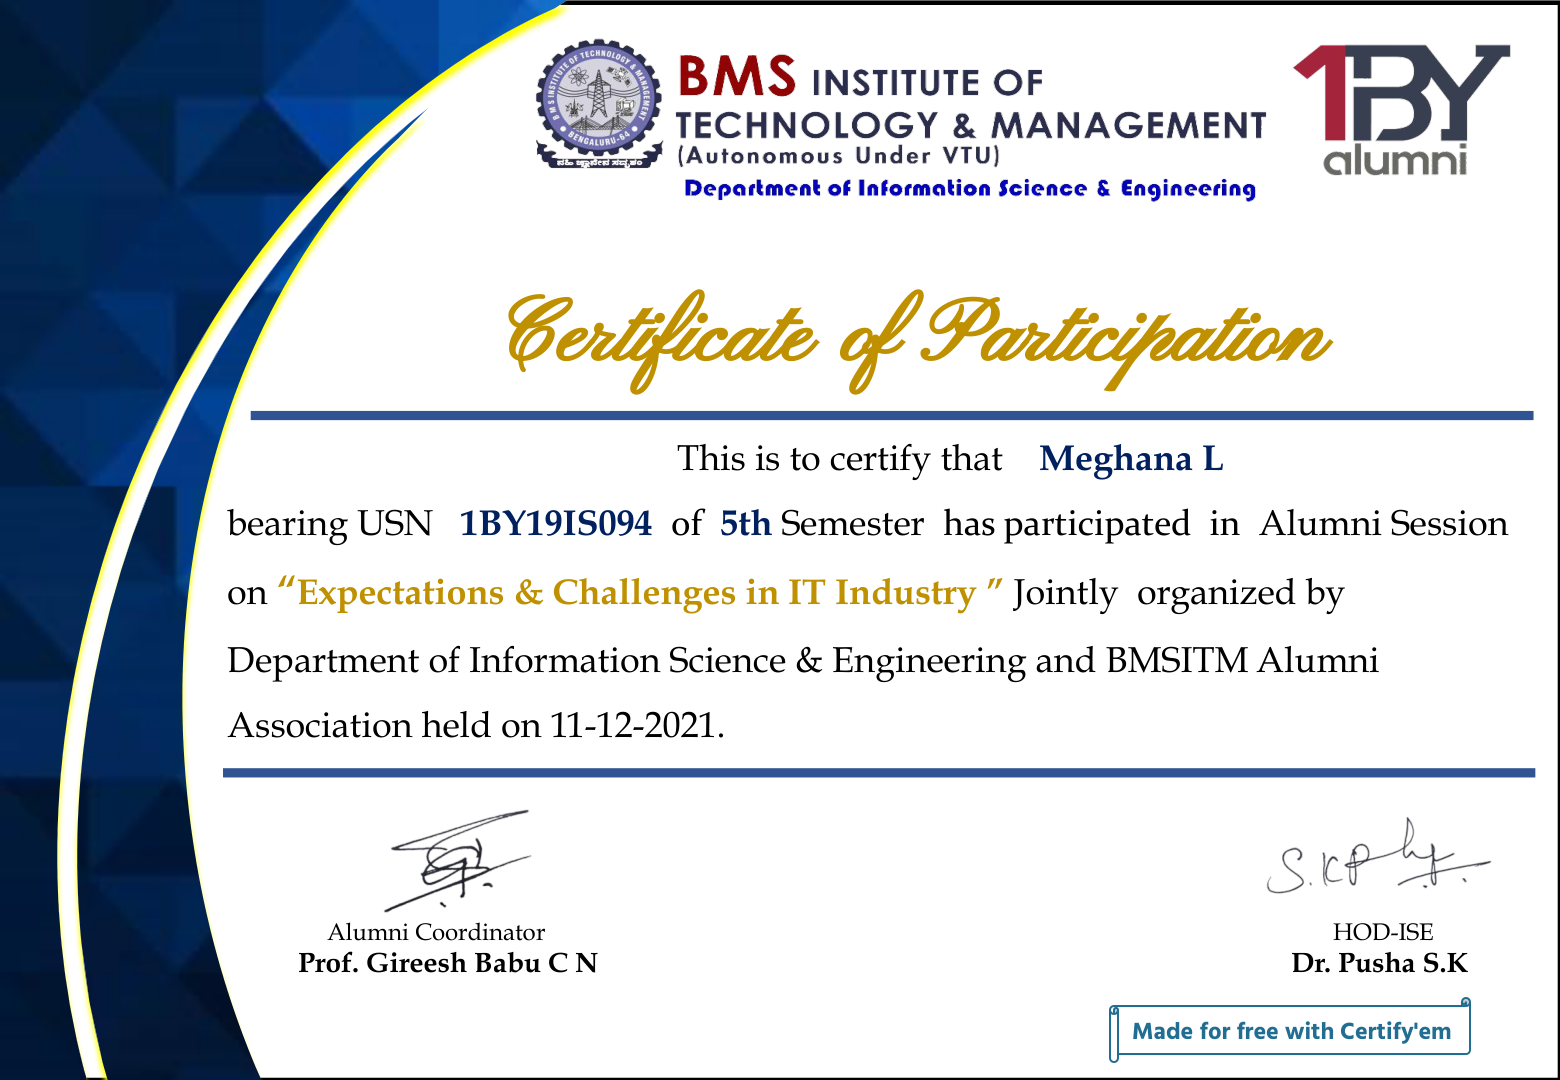 B M S INSTITUTE OF TECHNOLOGY & MANAGEMENT
BENGALURU-64
BMS INSTITUTE OF
TECHNOLOGY & MANAGEMENT
(Autonomous Under VTU)
Department of Information Science & Engineering
1BY
alumni
Certificate of Participation
This is to certify that Meghana L
bearing USN 1BY19IS094 of 5th Semester has participated in Alumni Session
on “Expectations & Challenges in IT Industry ” Jointly organized by
Department of Information Science & Engineering and BMSITM Alumni
Association held on 11-12-2021.
S.K.P
Alumni Coordinator
Prof. Gireesh Babu C N
HOD-ISE
Dr. Pusha S.K
Made for free with Certify'em